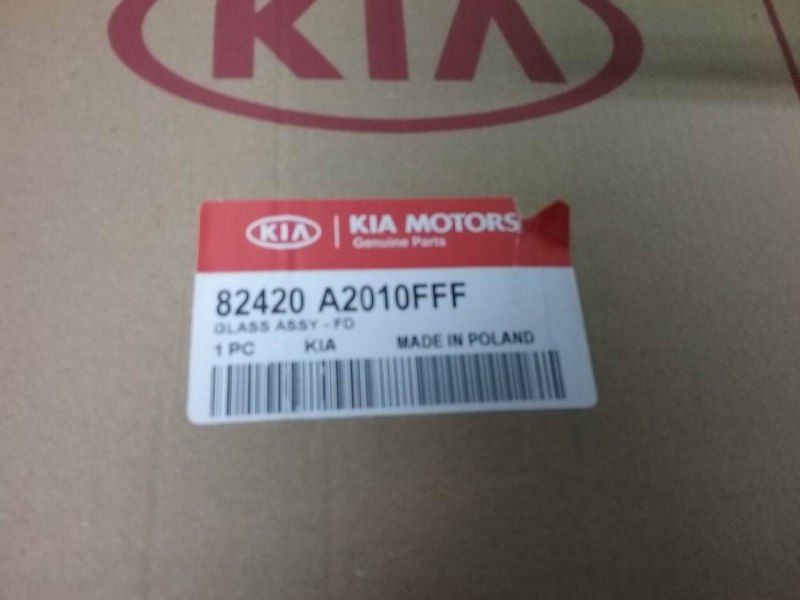 KIA
KIA | KIA MOTORS
Genuine Parts
82420 A2010FFF
GLASS ASSY - FD
1 PC KIA MADE IN POLAND